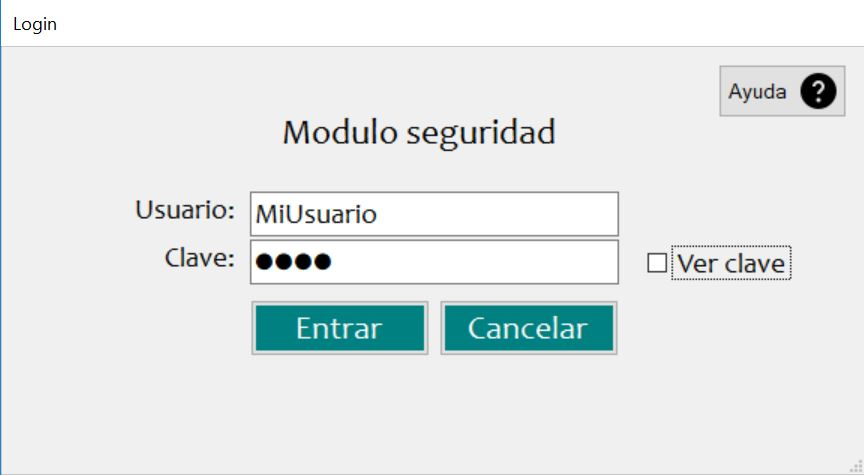 Login
Ayuda ?
Modulo seguridad
Usuario: MiUsuario
Clave: ●●●● Ver clave
Entrar Cancelar